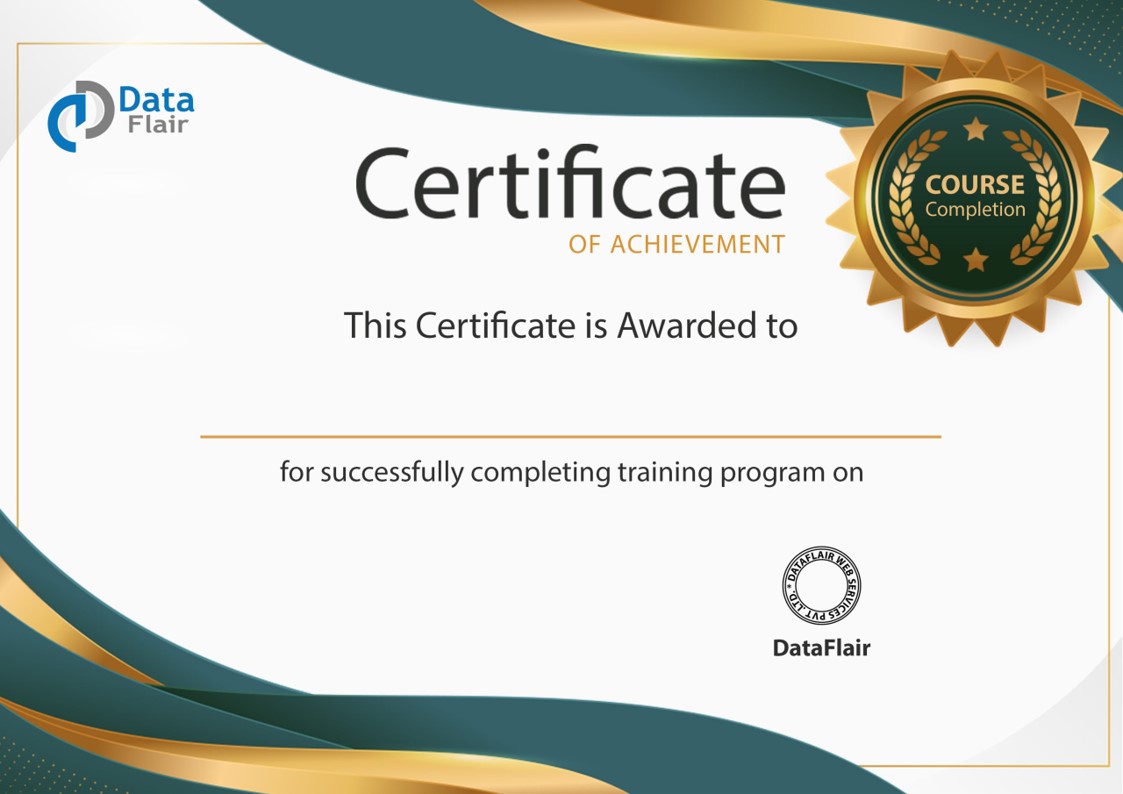 Data
Flair
Certificate
OF ACHIEVEMENT
COURSE
Completion
This Certificate is Awarded to
for successfully completing training program on
* DATAFLAIR WEB SERVICES PVT .LTD.
DataFlair